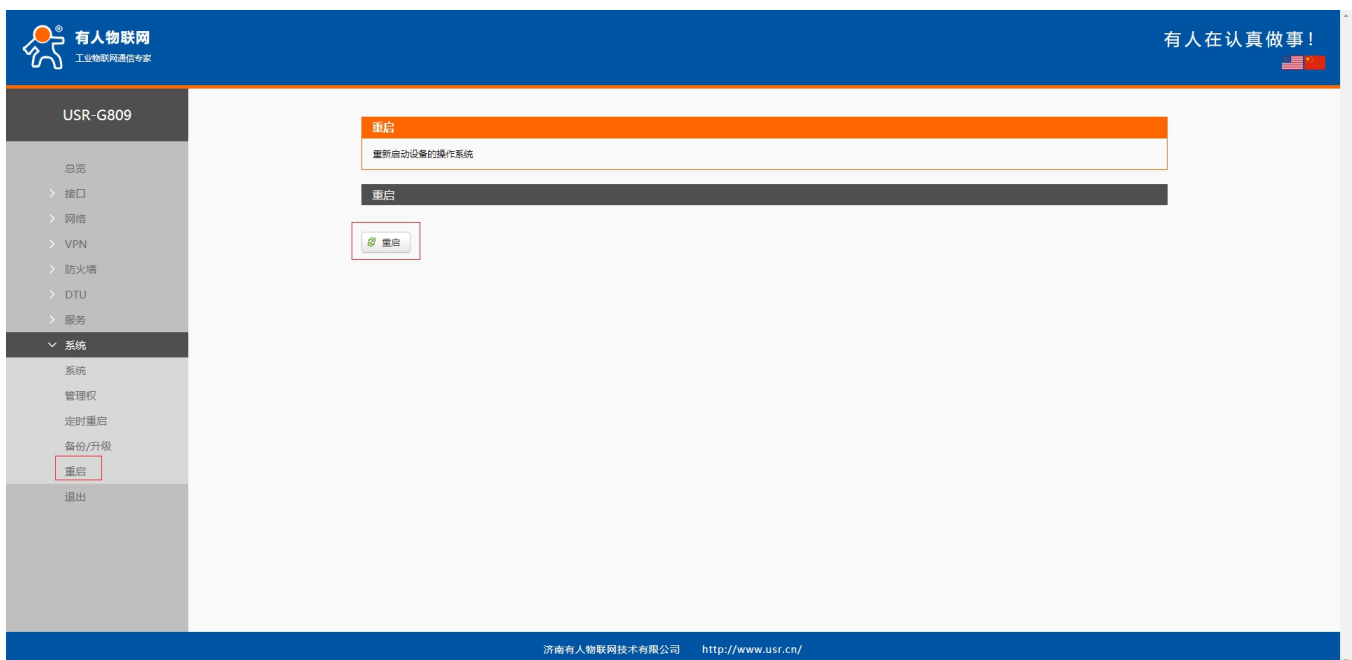 有人物联网
工业物联网通信专家
有人在认真做事！
USR-G809
总览
接口
网络
VPN
防火墙
DTU
服务
系统
系统
管理权
定时重启
备份/升级
重启
退出
重启
重新启动设备的操作系统
重启
重启
济南有人物联网技术有限公司 http://www.usr.cn/